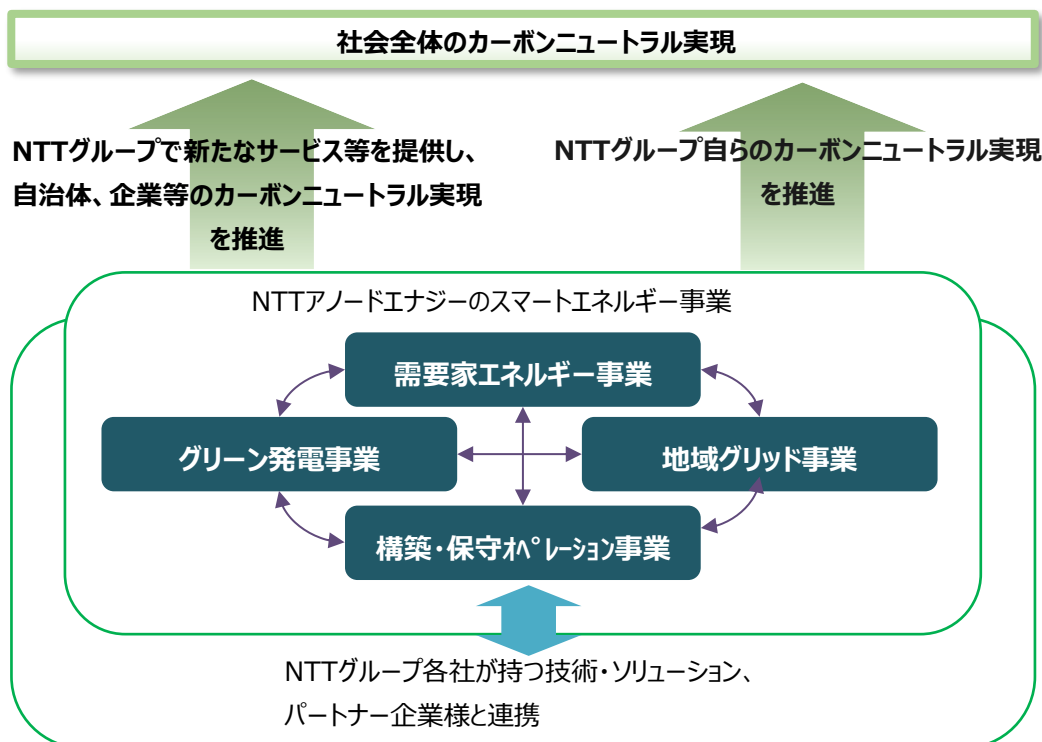 社会全体のカーボンニュートラル実現
NTTグループで新たなサービス等を提供し、
自治体、企業等のカーボンニュートラル実現
を推進
NTTグループ自らのカーボンニュートラル実現
を推進
NTTアノードエナジーのスマートエネルギー事業
需要家エネルギー事業
グリーン発電事業
地域グリッド事業
構築・保守ｵﾍﾟﾚｰｼｮﾝ事業
NTTグループ各社が持つ技術・ソリューション、
パートナー企業様と連携